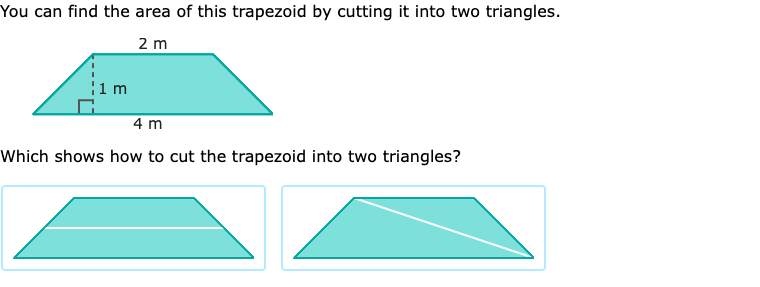 You can find the area of this trapezoid by cutting it into two triangles.
2 m
1 m
4 m
Which shows how to cut the trapezoid into two triangles?